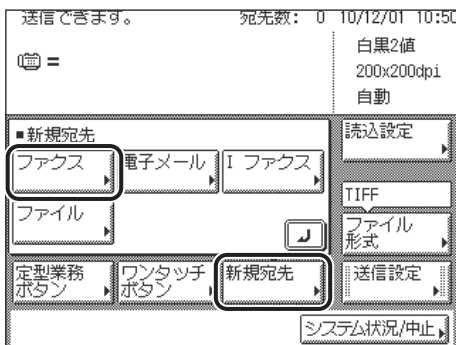 送信できます。 宛先数: 0 10/12/01 10:50
白黒2値
=
200x200dpi
自動
■新規宛先
読込設定
ファクス 電子メール I ファクス
TIFF
ファイル
ファイル
形式
定型業務
ボタン
ワンタッチ
ボタン
新規宛先
送信設定
システム状況/中止